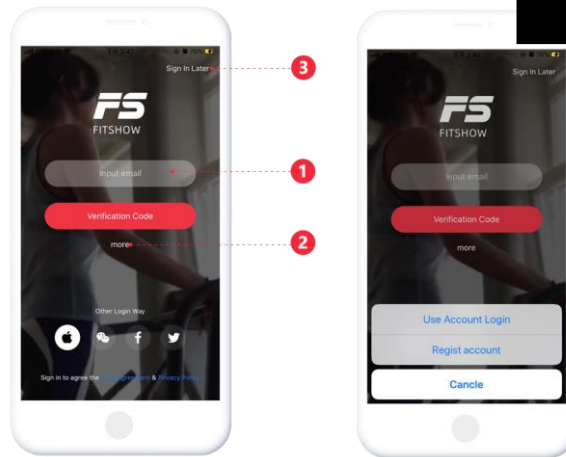 Sign In Later
3
FS
FITSHOW
Input email
1
Verification Code
more
2
Other Login Way
Sign in to agree the & Privacy Policy
Sign In Later
FS
FITSHOW
Input email
Verification Code
more
Use Account Login
Regist account
Cancle